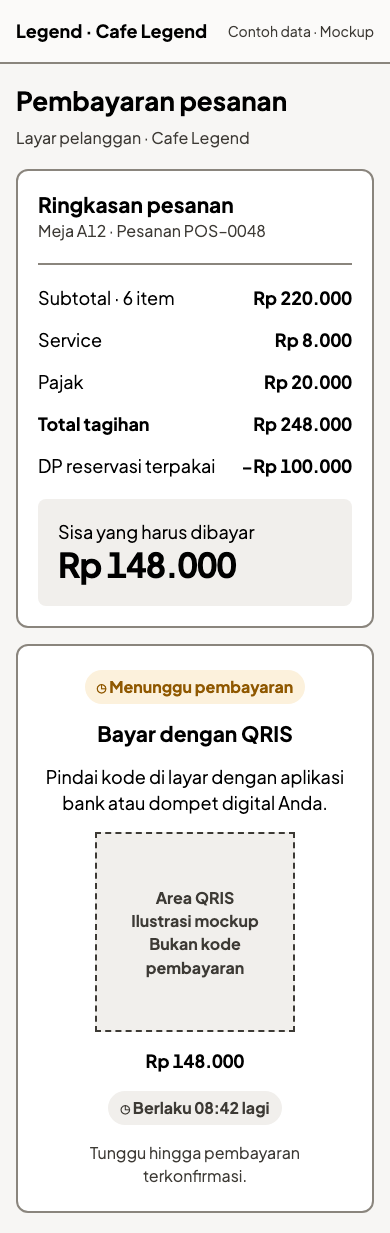 Legend · Cafe Legend
Contoh data · Mockup
Pembayaran pesanan
Layar pelanggan · Cafe Legend
Ringkasan pesanan
Meja A12 · Pesanan POS–0048
Subtotal · 6 item Rp 220.000
Service Rp 8.000
Pajak Rp 20.000
Total tagihan Rp 248.000
DP reservasi terpakai –Rp 100.000
Sisa yang harus dibayar
Rp 148.000
◷ Menunggu pembayaran
Bayar dengan QRIS
Pindai kode di layar dengan aplikasi
bank atau dompet digital Anda.
Area QRIS
Ilustrasi mockup
Bukan kode
pembayaran
Rp 148.000
◷ Berlaku 08:42 lagi
Tunggu hingga pembayaran
terkonfirmasi.